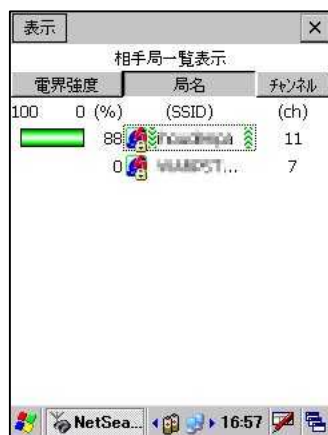 表示
相手局一覧表示
電界強度 局名 チャンネル
100 0 (%) (SSID) (ch)
88 11
0 7
NetSea... 16:57